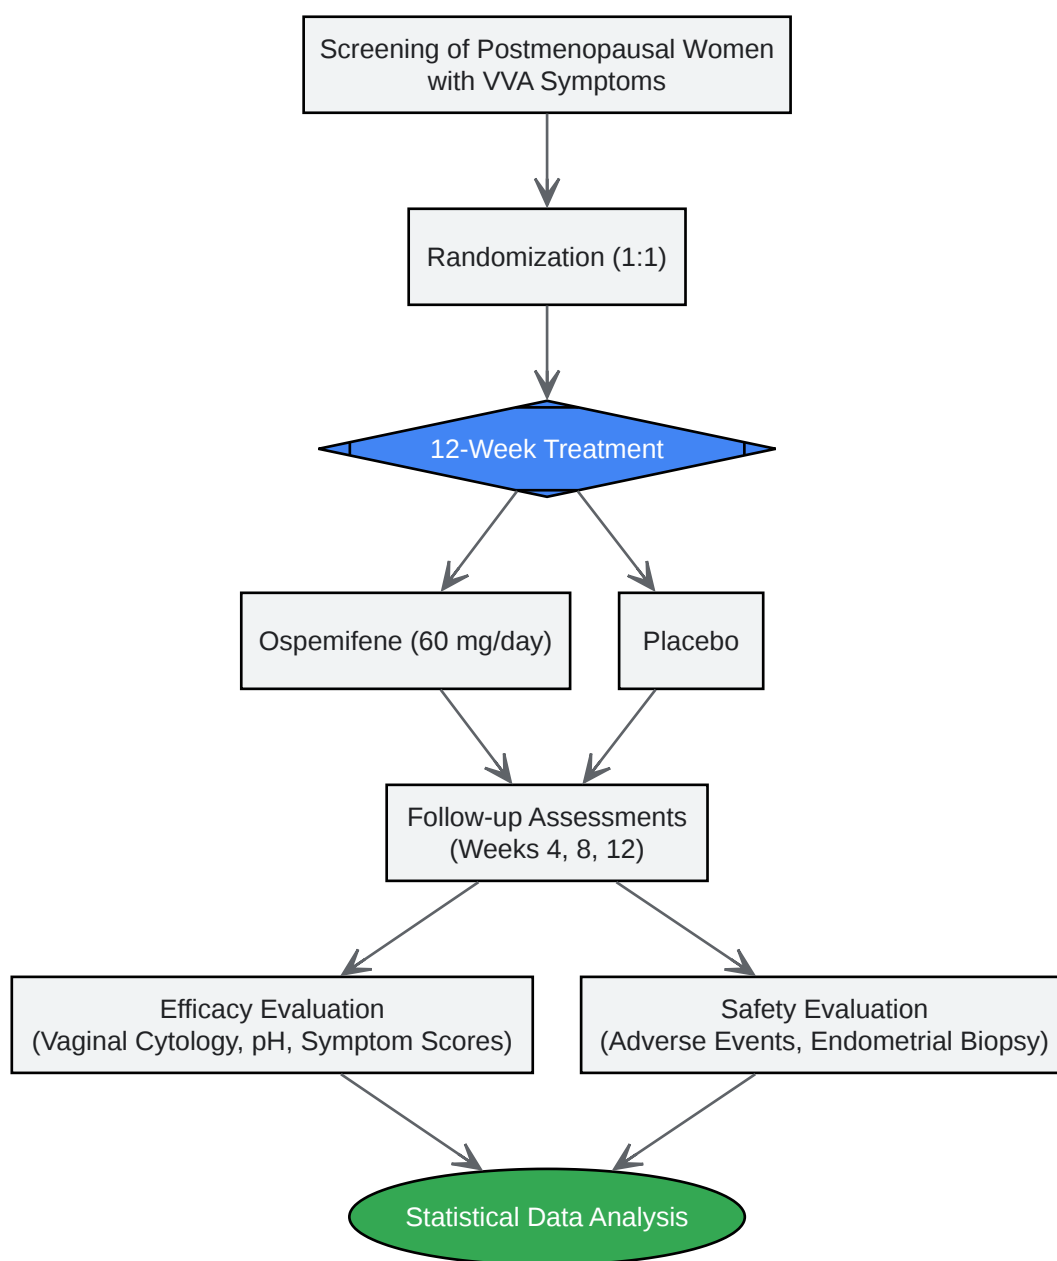 Screening of Postmenopausal Women
with VVA Symptoms
Randomization (1:1)
12-Week Treatment
Ospemifene (60 mg/day)
Placebo
Follow-up Assessments
(Weeks 4, 8, 12)
Efficacy Evaluation
(Vaginal Cytology, pH, Symptom Scores)
Safety Evaluation
(Adverse Events, Endometrial Biopsy)
Statistical Data Analysis